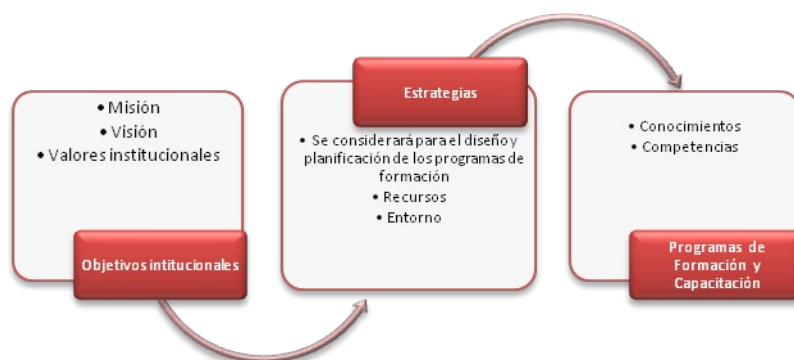 • Misión
• Visión
• Valores institucionales
Objetivos intitucionales
Estrategias
• Se considerará para el diseño y
planificación de los programas de
formación
• Recursos
• Entorno
• Conocimientos
• Competencias
Programas de
Formación y
Capacitación